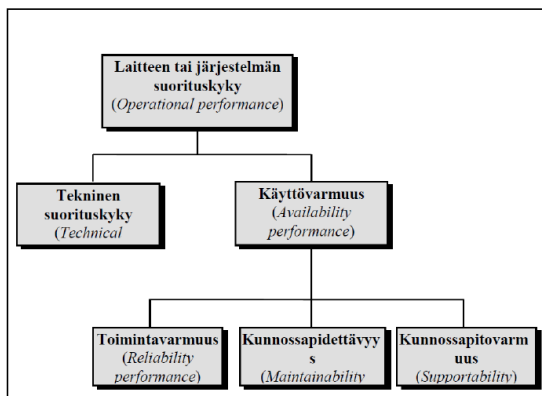 Laitteen tai järjestelmän
suorituskyky
(Operational performance)
Tekninen
suorituskyky
(Technical
Käyttövarmuus
(Availability
performance)
Toimintavarmuus
(Reliability
performance)
Kunnossapidettävyy
s
(Maintainability
Kunnossapitovarm
uus
(Supportability)